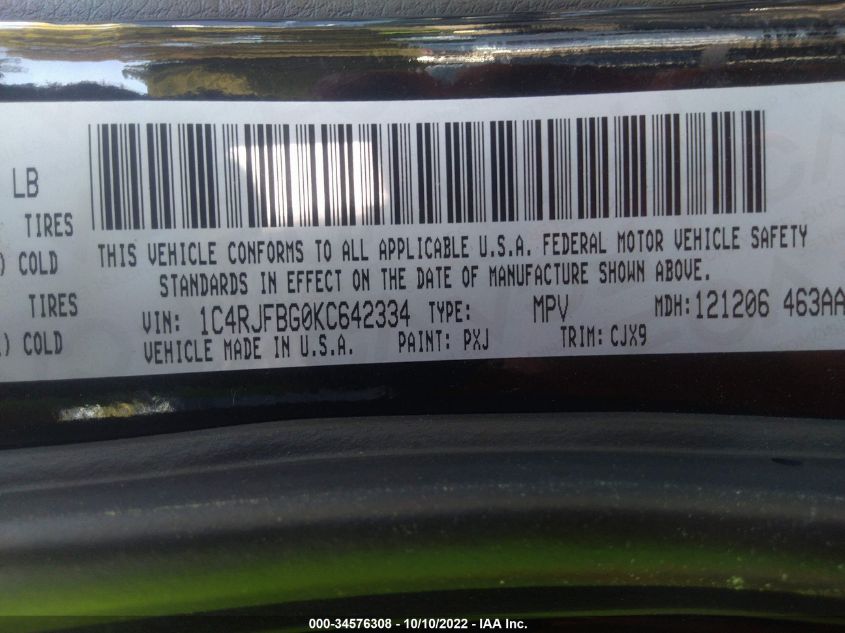 LB
TIRES
) COLD
TIRES
) COLD
THIS VEHICLE CONFORMS TO ALL APPLICABLE U.S.A. FEDERAL MOTOR VEHICLE SAFETY
STANDARDS IN EFFECT ON THE DATE OF MANUFACTURE SHOWN ABOVE.
VIN: 1C4RJFBG0KC642334 TYPE: MPV MDH:121206 463AA
VEHICLE MADE IN U.S.A. PAINT: PXJ TRIM: CJX9
000-34576308 - 10/10/2022 - IAA Inc.